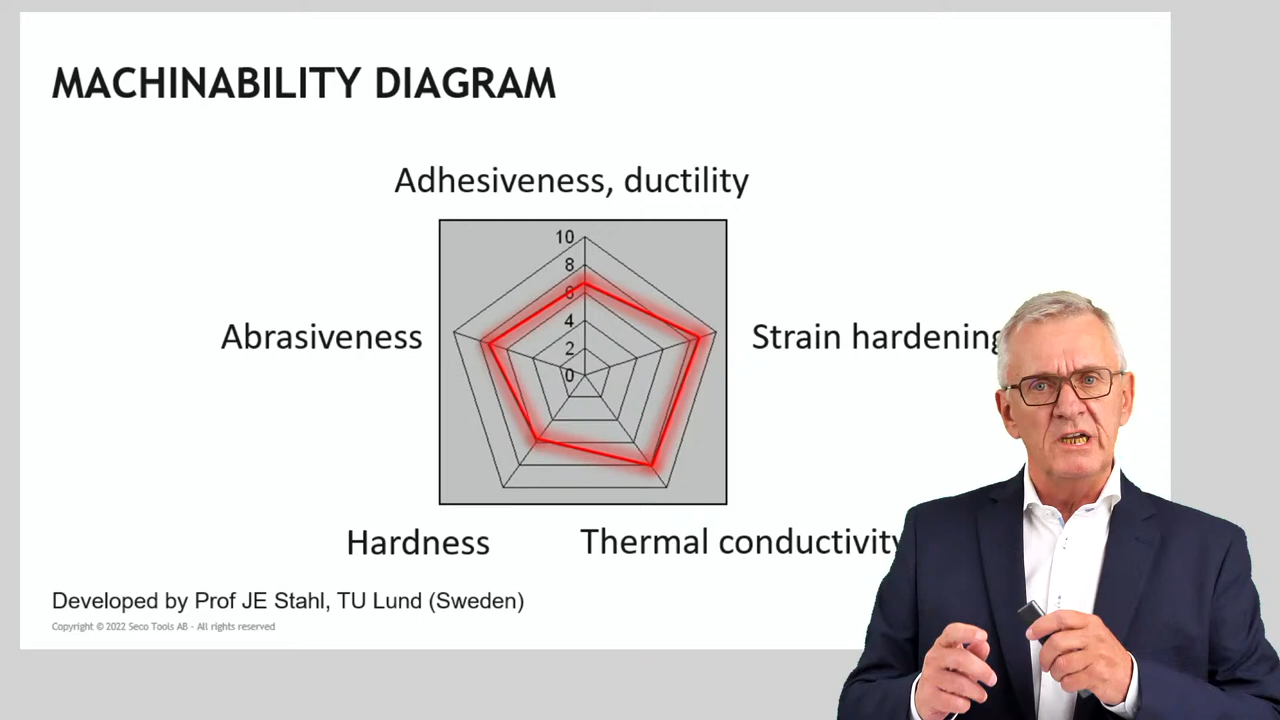 MACHINABILITY DIAGRAM
Adhesiveness, ductility
10
8
6
4
2
0
Abrasiveness
Strain hardening
Hardness
Thermal conductivity
Developed by Prof JE Stahl, TU Lund (Sweden)
Copyright © 2022 Seco Tools AB - All rights reserved